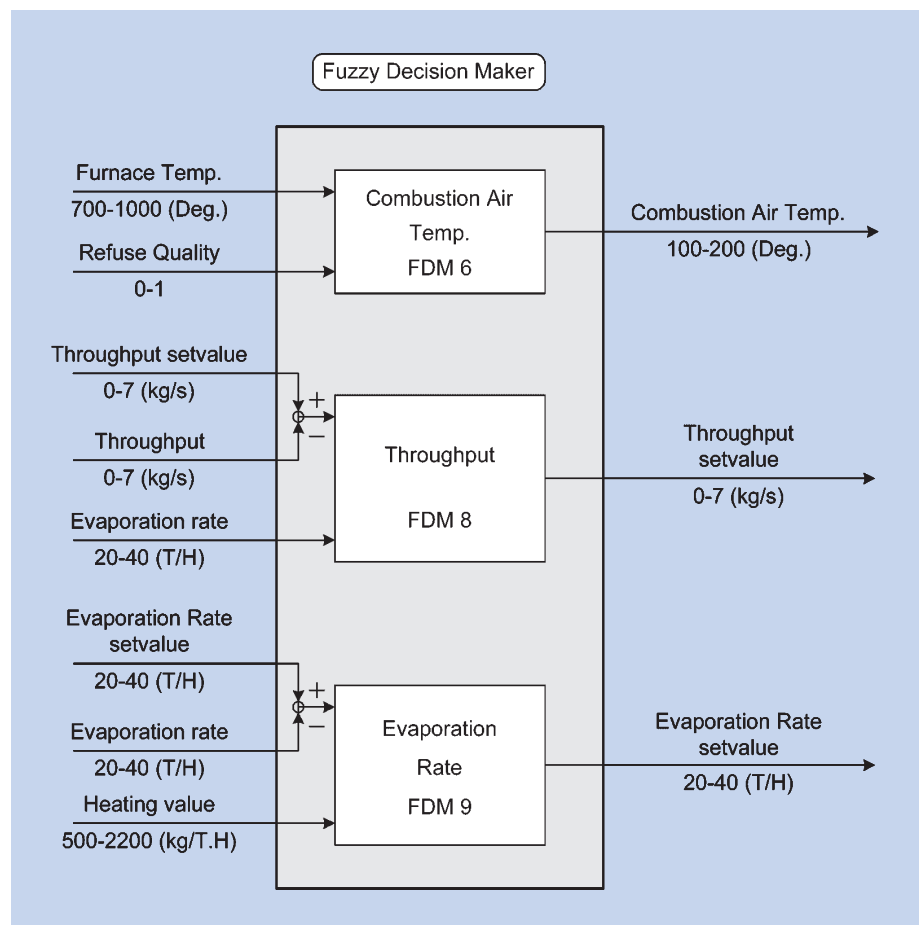 Fuzzy Decision Maker
Furnace Temp.
700-1000 (Deg.)
Refuse Quality
0-1
Combustion Air
Temp.
FDM 6
Combustion Air Temp.
100-200 (Deg.)
Throughput setvalue
0-7 (kg/s)
+
−
Throughput
0-7 (kg/s)
Evaporation rate
20-40 (T/H)
Throughput
FDM 8
Throughput
setvalue
0-7 (kg/s)
Evaporation Rate
setvalue
20-40 (T/H)
+
−
Evaporation rate
20-40 (T/H)
Heating value
500-2200 (kg/T.H)
Evaporation
Rate
FDM 9
Evaporation Rate
setvalue
20-40 (T/H)